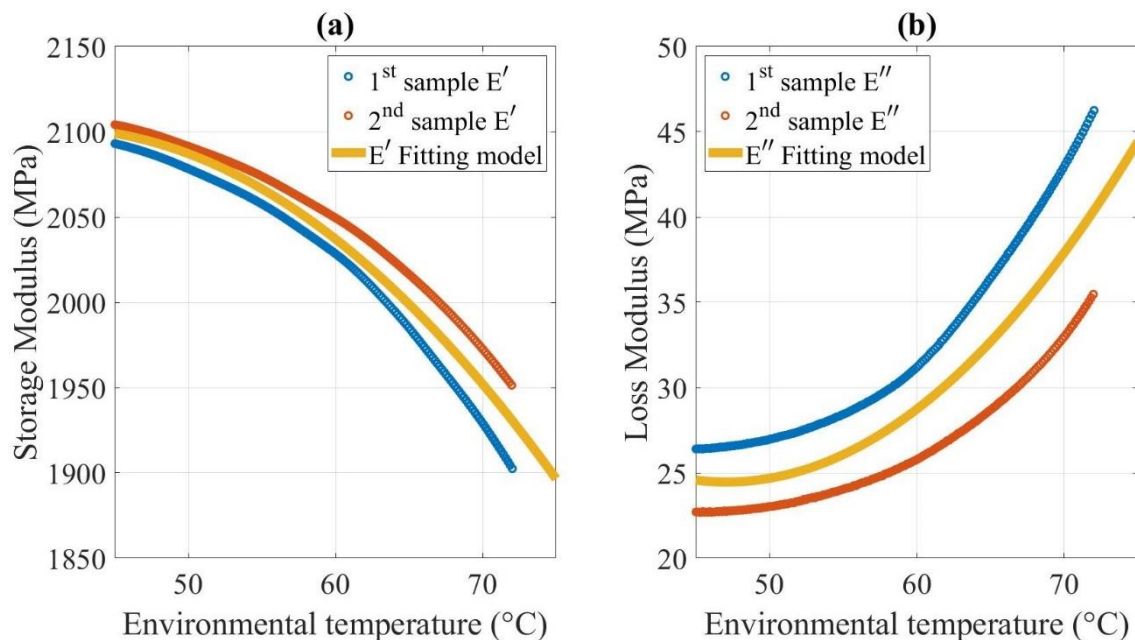 (a)
Storage Modulus (MPa)
2150
2100
2050
2000
1950
1900
1850
1st sample E′
2nd sample E′
E′ Fitting model
50 60 70
Environmental temperature (°C)
(b)
Loss Modulus (MPa)
50
45
40
35
30
25
20
1st sample E″
2nd sample E″
E″ Fitting model
50 60 70
Environmental temperature (°C)